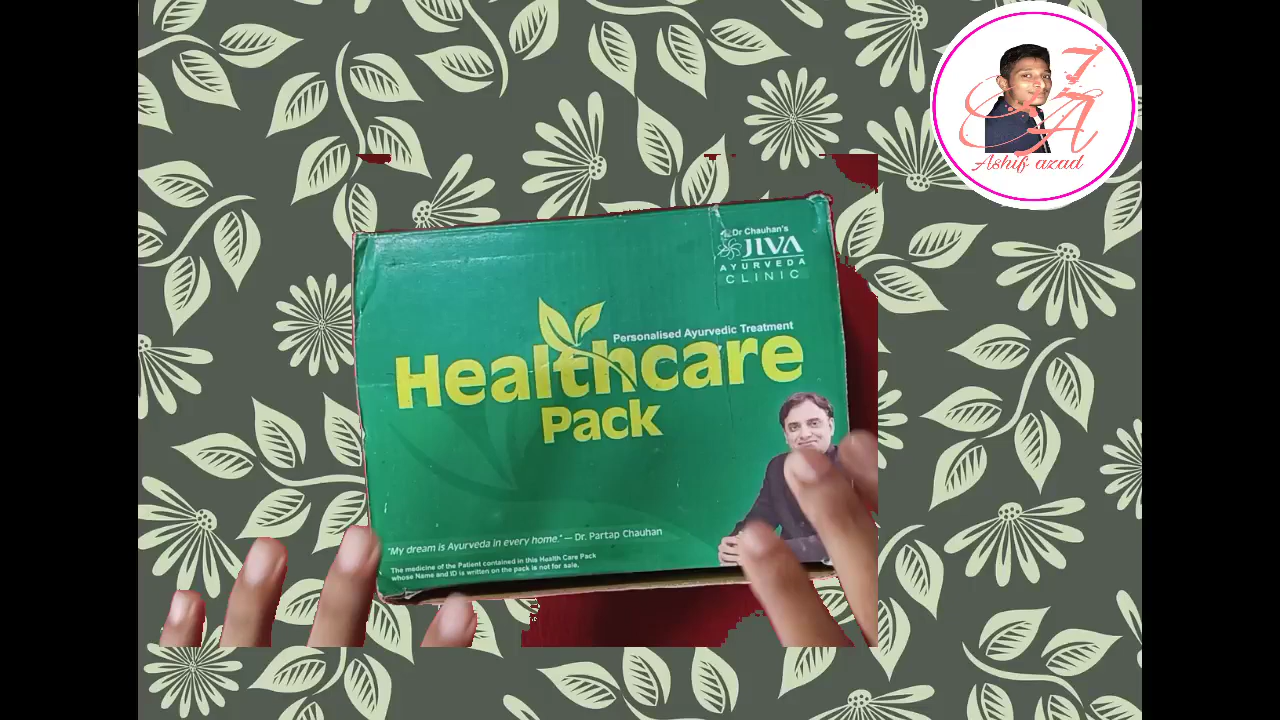 7
A
Ashif azad
Dr Chauhan's
JIVA
AYURVEDA
CLINIC
Personalised Ayurvedic Treatment
Healthcare
Pack
"My dream is Ayurveda in every home." — Dr. Partap Chauhan
The medicine of the Patient contained in this Health Care Pack
whose Name and ID is written on the pack is not for sale.